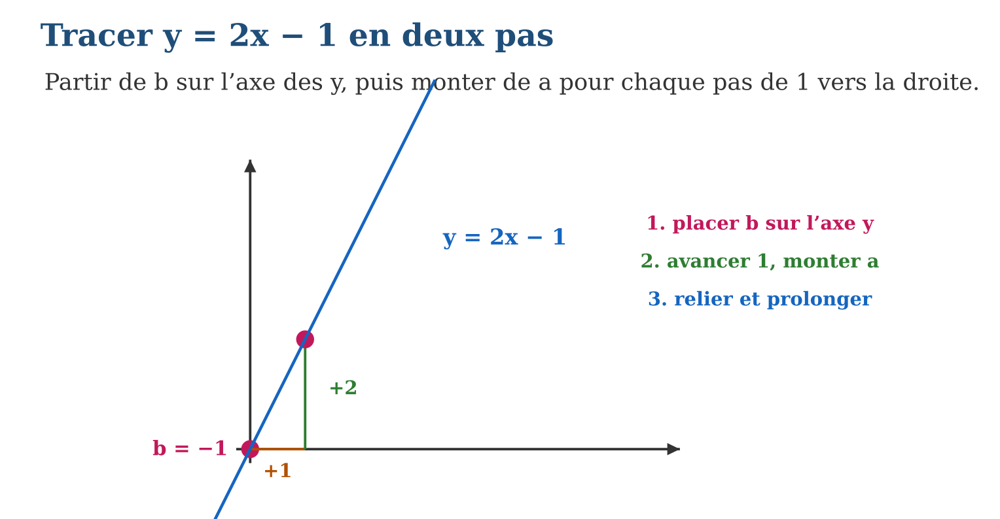 Tracer y = 2x − 1 en deux pas
Partir de b sur l’axe des y, puis monter de a pour chaque pas de 1 vers la droite.
1. placer b sur l’axe y
y = 2x − 1
2. avancer 1, monter a
3. relier et prolonger
+2
b = −1
+1